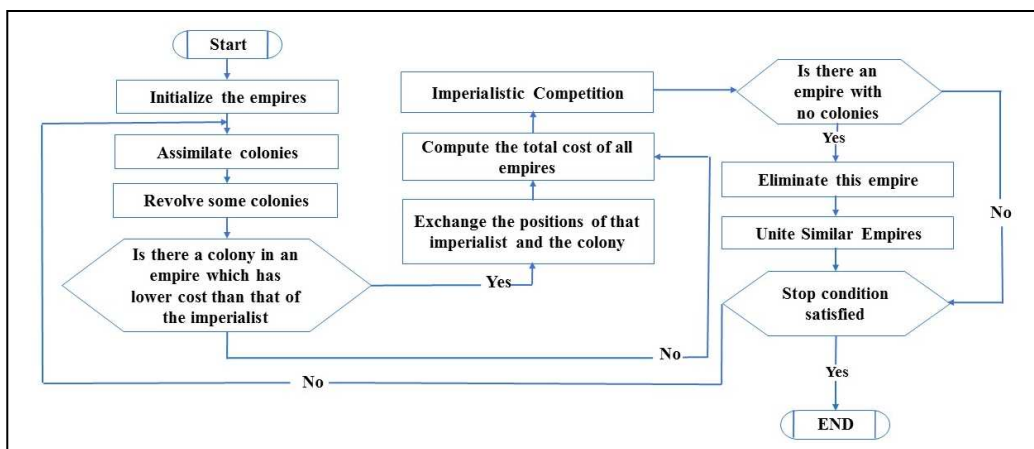 Start
Initialize the empires
Assimilate colonies
Revolve some colonies
Is there a colony in an
empire which has
lower cost than that of
the imperialist
Yes
No
Exchange the positions of that
imperialist and the colony
Compute the total cost of all
empires
Imperialistic Competition
Is there an
empire with
no colonies
Yes
No
Eliminate this empire
Unite Similar Empires
Stop condition
satisfied
No
Yes
END